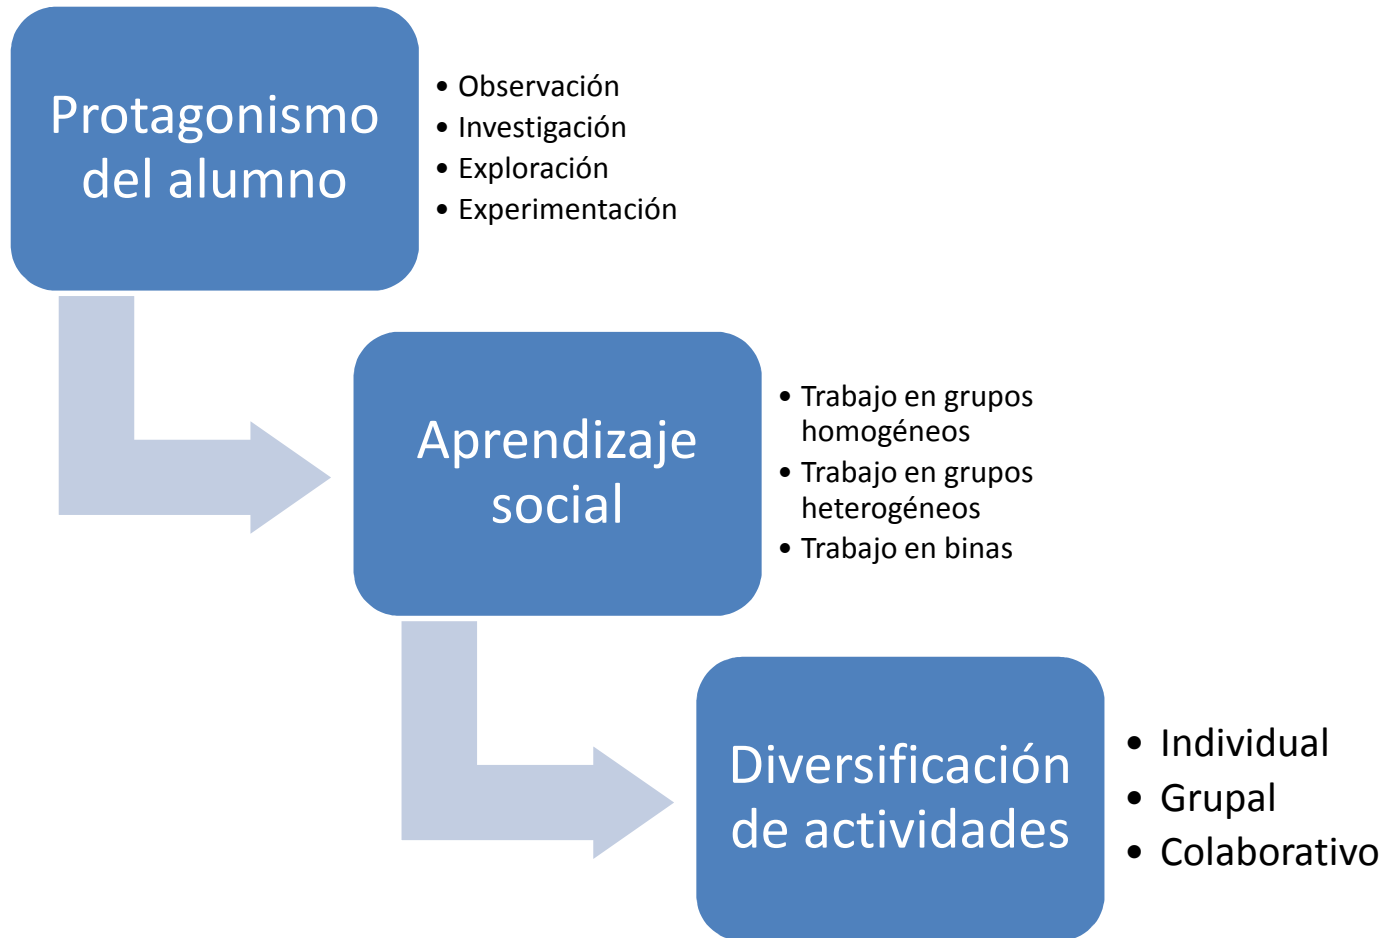 Protagonismo
del alumno
• Observación
• Investigación
• Exploración
• Experimentación
Aprendizaje
social
• Trabajo en grupos
homogéneos
• Trabajo en grupos
heterogéneos
• Trabajo en binas
Diversificación
de actividades
• Individual
• Grupal
• Colaborativo